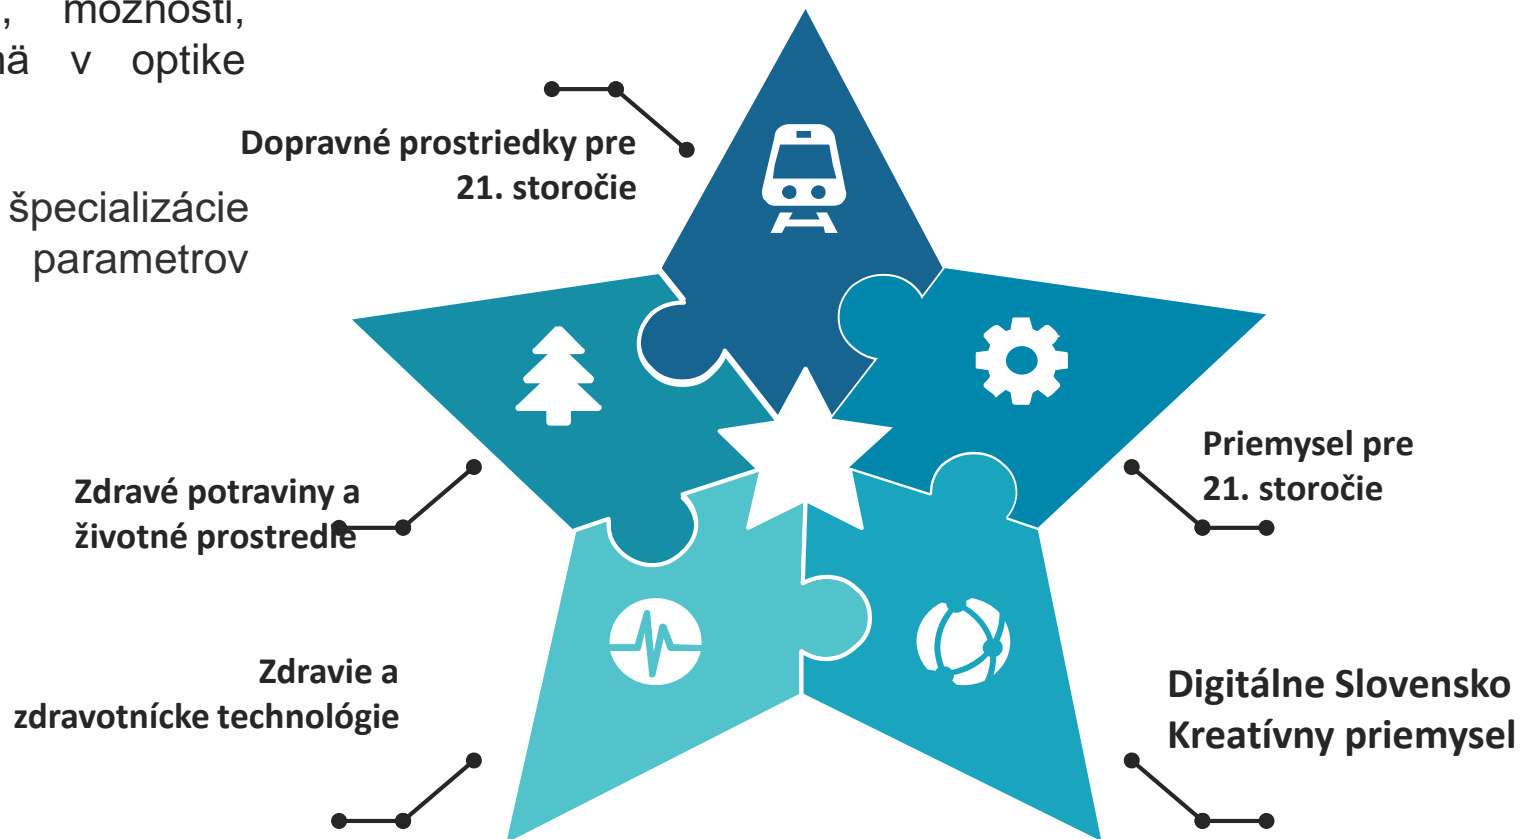 , možností,
v optike
špecializácie
parametrov
Dopravné prostriedky pre
21. storočie
Priemysel pre
21. storočie
Zdravé potraviny a
životné prostredie
Zdravie a
zdravotnícke technológie
Digitálne Slovensko
Kreatívny priemysel